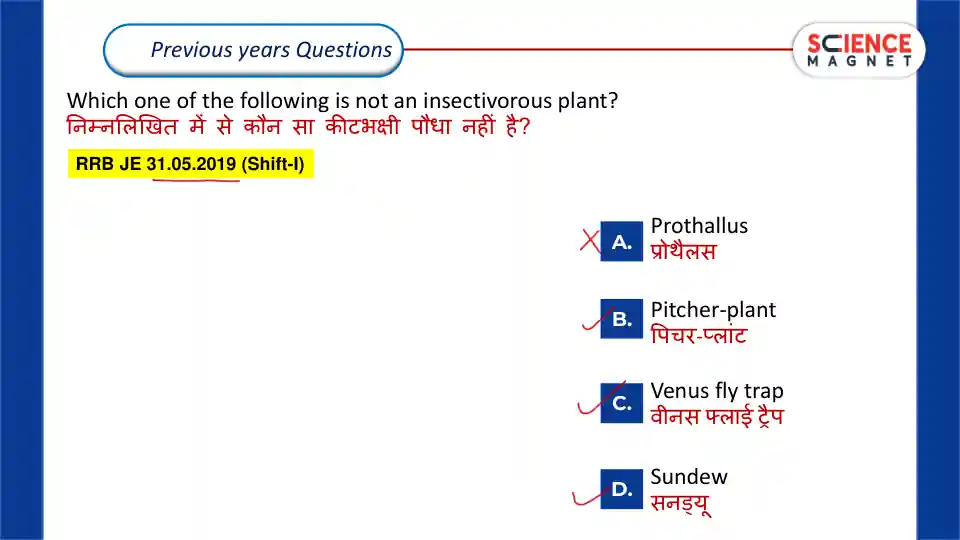 Previous years Questions
SCIENCE
MAGNET
Which one of the following is not an insectivorous plant?
निम्नलिखित में से कौन सा कीटभक्षी पौधा नहीं है?
RRB JE 31.05.2019 (Shift-I)
A.
Prothallus
प्रोथैलस
B.
Pitcher-plant
पिचर-प्लांट
C.
Venus fly trap
वीनस फ्लाई ट्रैप
D.
Sundew
सनड्यू